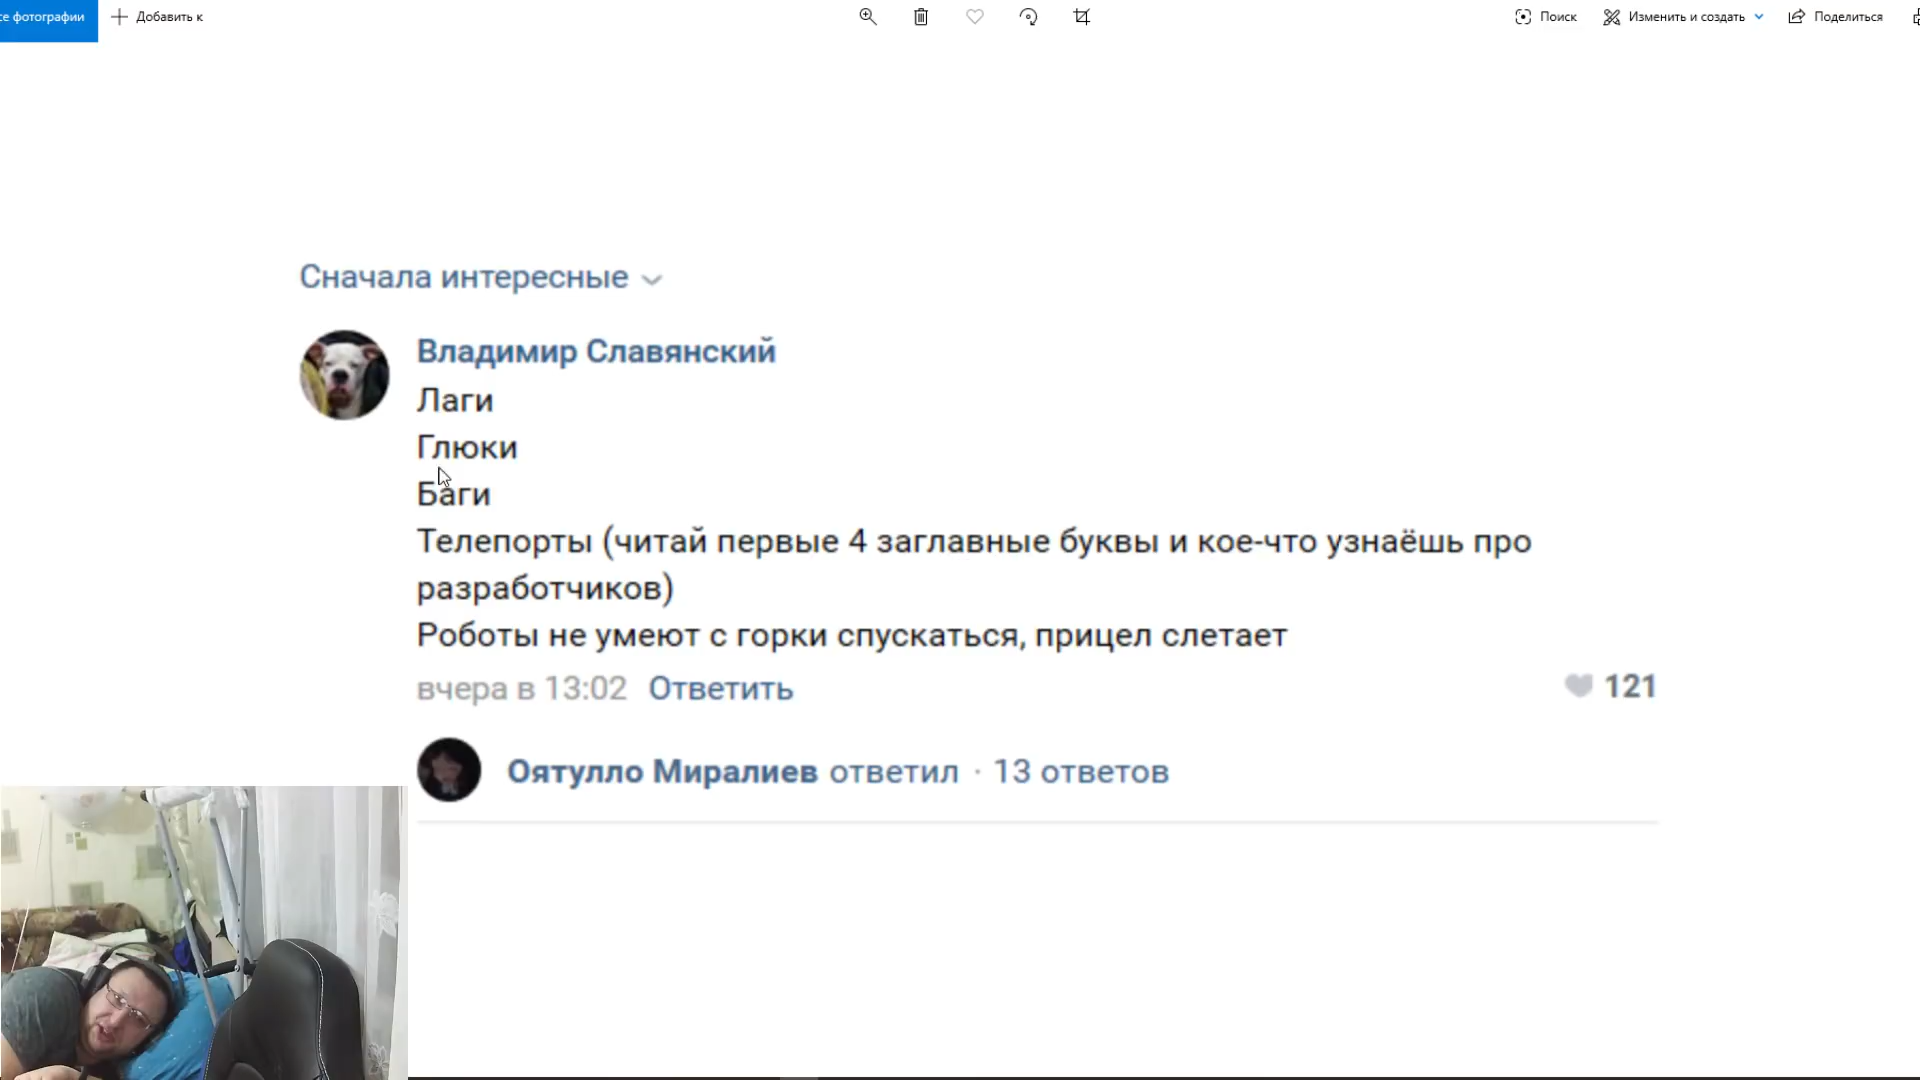 се фотографии
Добавить к
Поиск
Изменить и создать
Поделиться
Сначала интересные
Владимир Славянский
Лаги
Глюки
Баги
Телепорты (читай первые 4 заглавные буквы и кое-что узнаёшь про
разработчиков)
Роботы не умеют с горки спускаться, прицел слетает
вчера в 13:02 Ответить
121
Оятулло Миралиев ответил · 13 ответов